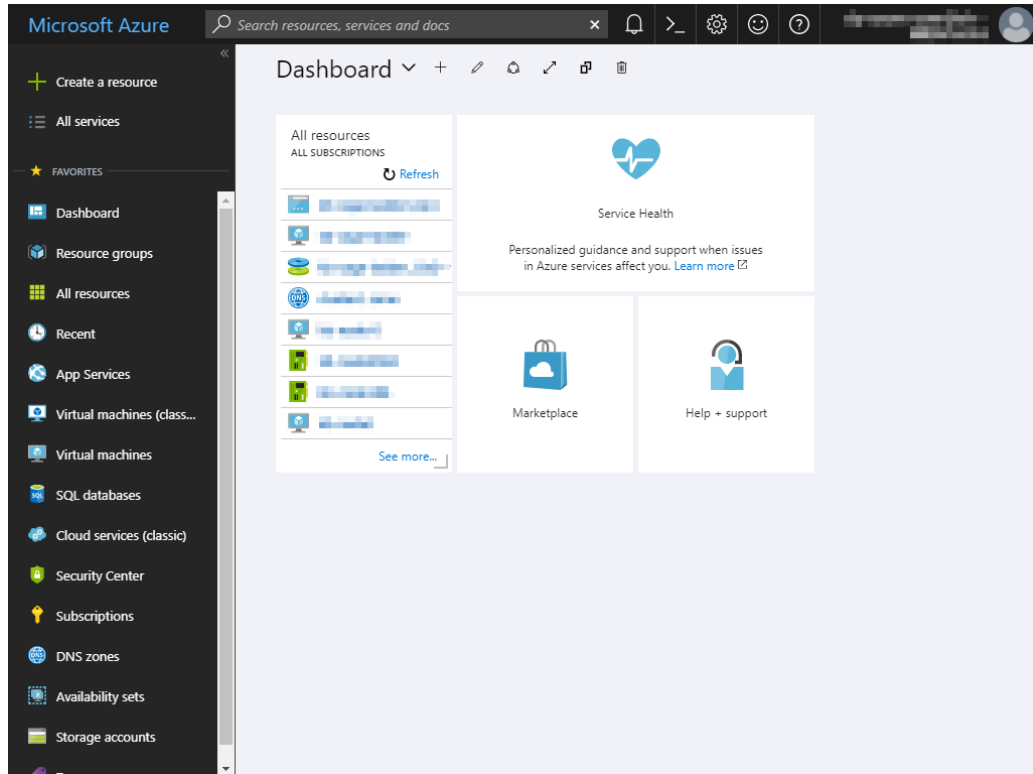 Microsoft Azure
Search resources, services and docs
Create a resource
All services
FAVORITES
Dashboard
Resource groups
All resources
Recent
App Services
Virtual machines (class...
Virtual machines
SQL databases
Cloud services (classic)
Security Center
Subscriptions
DNS zones
Availability sets
Storage accounts
Dashboard
All resources
ALL SUBSCRIPTIONS
Refresh
DNS
See more...
Service Health
Personalized guidance and support when issues
in Azure services affect you. Learn more
Marketplace
Help + support